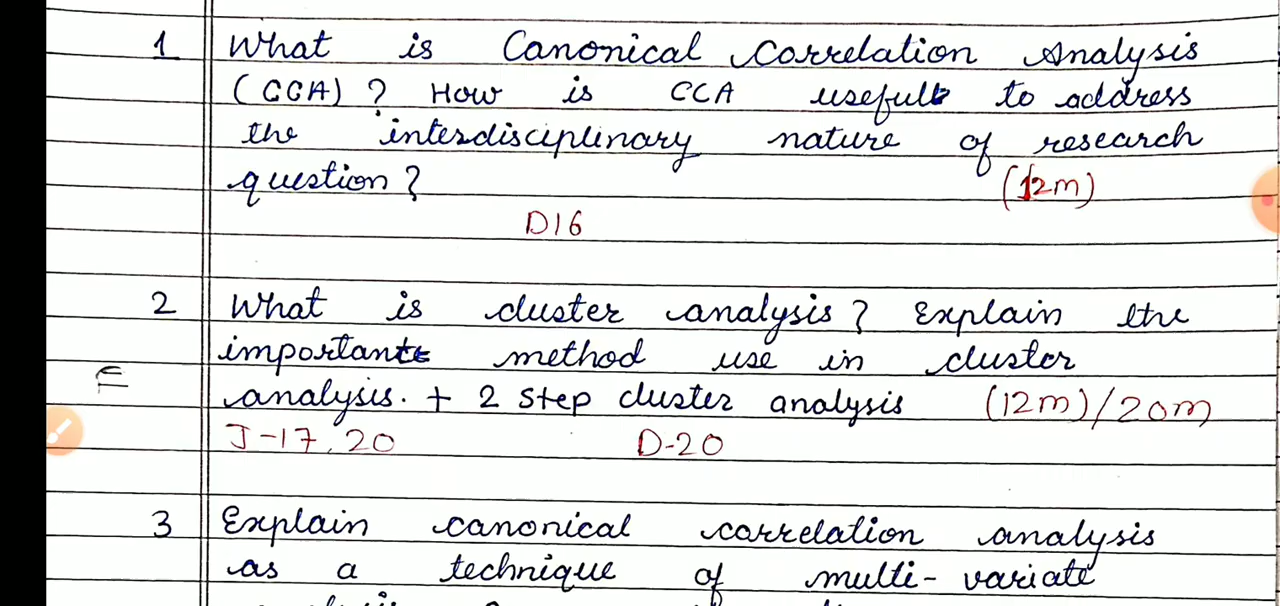 1 What is Canonical Correlation Analysis
(CCA) ? How is CCA useful to address
the interdisciplinary nature of research
question ? (12m)
D16
2 What is cluster analysis ? Explain the
important method use in cluster
analysis. + 2 step cluster analysis (12m)/20m
J-17, 20 D-20
3 Explain canonical correlation analysis
as a technique of multi-variate